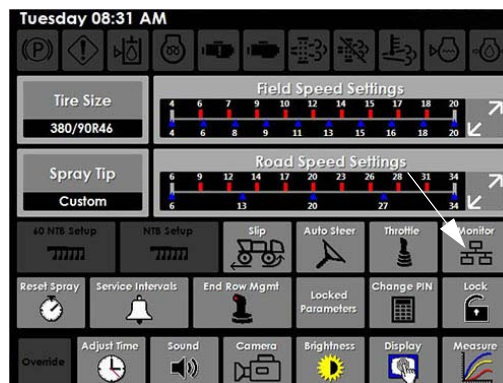 Tuesday 08:31 AM
Tire Size
380/90R46
Field Speed Settings
4 6 7 9 10 12 14 15 17 18 20
4 6 8 9 11 13 15 16 18 20
Spray Tip
Custom
Road Speed Settings
6 9 12 14 17 20 23 26 28 31 34
6 13 20 27 34
60 NTB Setup
NTB Setup
Slip
Auto Steer
Throttle
Monitor
Reset Spray
Service Intervals
End Row Mgmt
Locked
Parameters
Change PIN
Lock
Override
Adjust Time
Sound
Camera
Brightness
Display
Measure